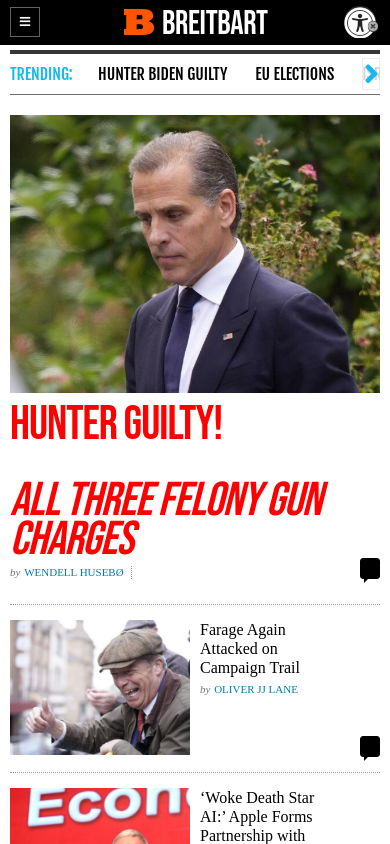 BREITBART
TRENDING: HUNTER BIDEN GUILTY EU ELECTIONS
HUNTER GUILTY!
ALL THREE FELONY GUN
CHARGES
by WENDELL HUSEBØ
Farage Again
Attacked on
Campaign Trail
by OLIVER JJ LANE
Econo
‘Woke Death Star
AI:’ Apple Forms
Partnership with